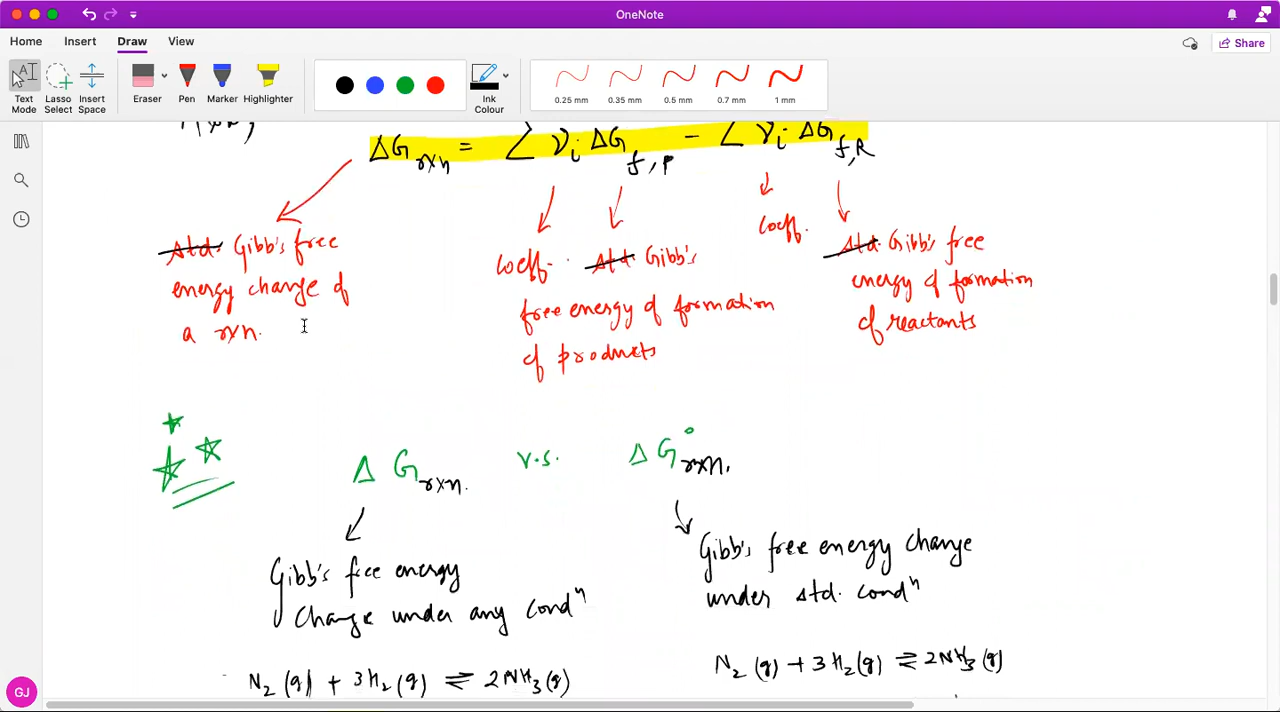 OneNote
Home Insert Draw View
Share
Text Mode
Lasso Select
Insert Space
Eraser
Pen
Marker
Highlighter
Ink Colour
0.25 mm 0.35 mm 0.5 mm 0.7 mm 1 mm
ΔG rxn = Σ νi ΔG f,P - Σ νi ΔG f,R
Std. Gibb's free
energy change of
a rxn.
Coeff.
Std. Gibb's
free energy of formation
of products
Coeff.
Std. Gibb's free
energy of formation
of reactants
Δ G rxn. v.s. ΔG° rxn.
Gibb's free energy
Change under any condⁿ
N₂ (g) + 3H₂ (g) ⇌ 2NH₃ (g)
Gibb's free energy change
under std. condⁿ
N₂ (g) + 3H₂ (g) ⇌ 2NH₃ (g)
GJ